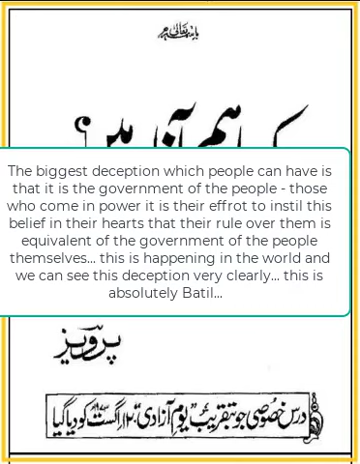 کیا ہم آزاد ہیں؟
The biggest deception which people can have is
that it is the government of the people - those
who come in power it is their effrot to instil this
belief in their hearts that their rule over them is
equivalent of the government of the people
themselves... this is happening in the world and
we can see this deception very clearly... this is
absolutely Batil...
پرویز
درس خصوصی جو بتقریب "یوم آزادی" ۱۲ اگست کو دیا گیا